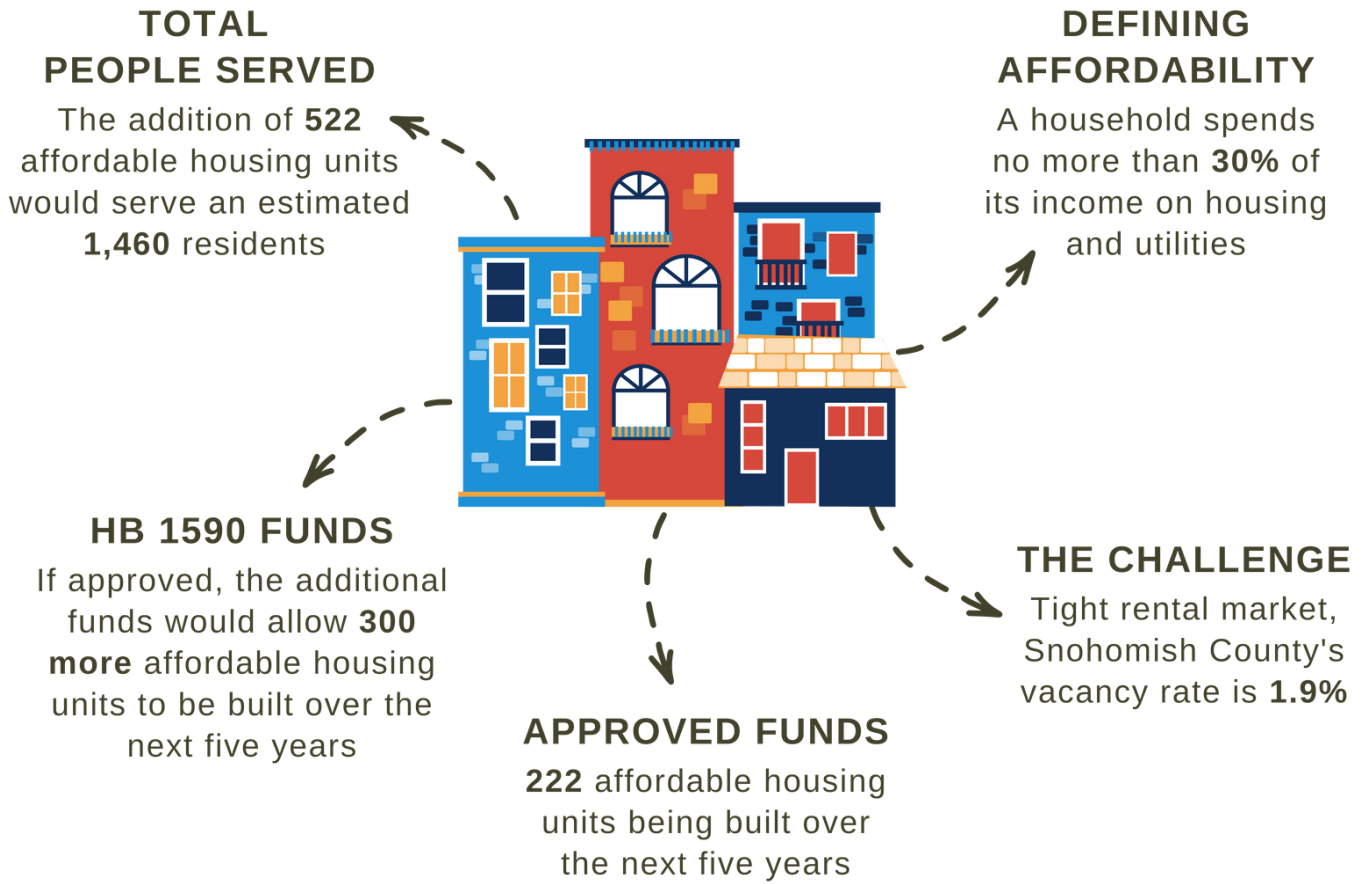 TOTAL
PEOPLE SERVED
The addition of 522
affordable housing units
would serve an estimated
1,460 residents
DEFINING
AFFORDABILITY
A household spends
no more than 30% of
its income on housing
and utilities
HB 1590 FUNDS
If approved, the additional
funds would allow 300
more affordable housing
units to be built over the
next five years
APPROVED FUNDS
222 affordable housing
units being built over
the next five years
THE CHALLENGE
Tight rental market,
Snohomish County's
vacancy rate is 1.9%